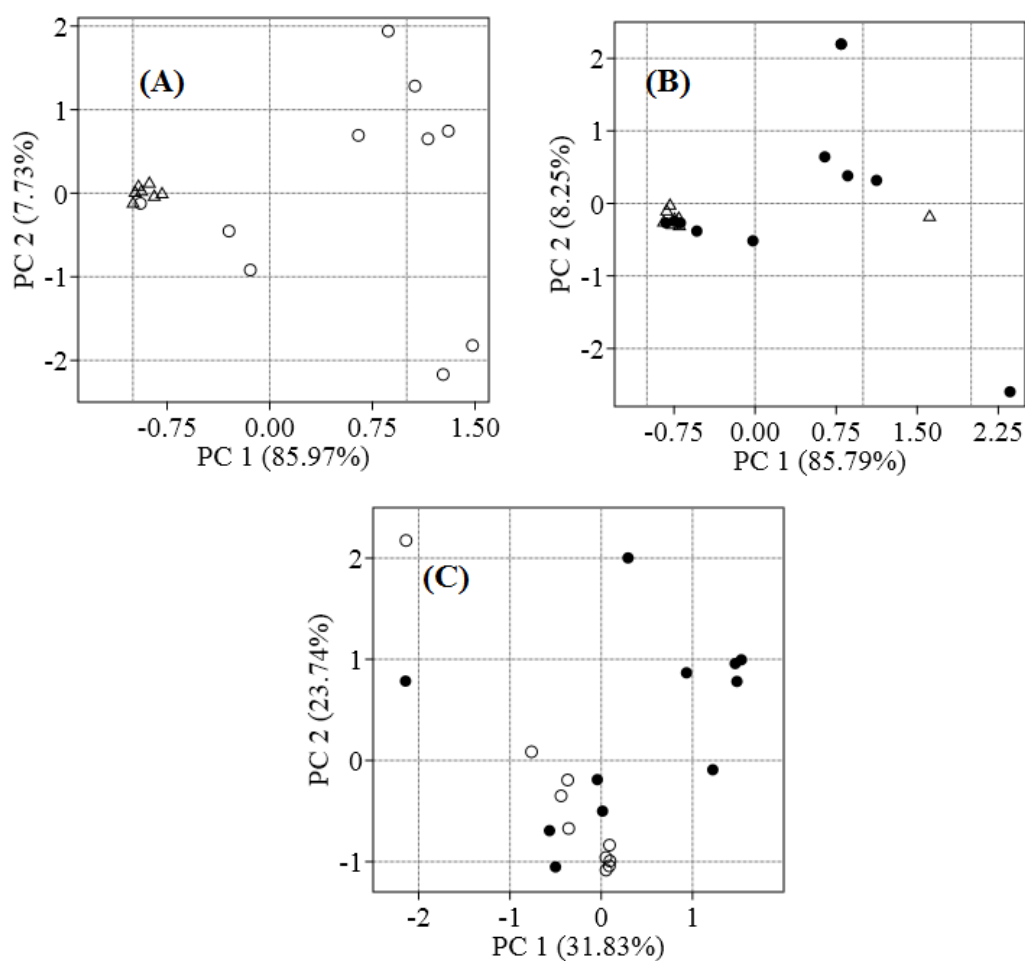 (A)
2
1
0
-1
-2
PC 2 (7.73%)
-0.75 0.00 0.75 1.50
PC 1 (85.97%)
(B)
2
1
0
-1
-2
PC 2 (8.25%)
-0.75 0.00 0.75 1.50 2.25
PC 1 (85.79%)
(C)
2
1
0
-1
PC 2 (23.74%)
-2 -1 0 1
PC 1 (31.83%)